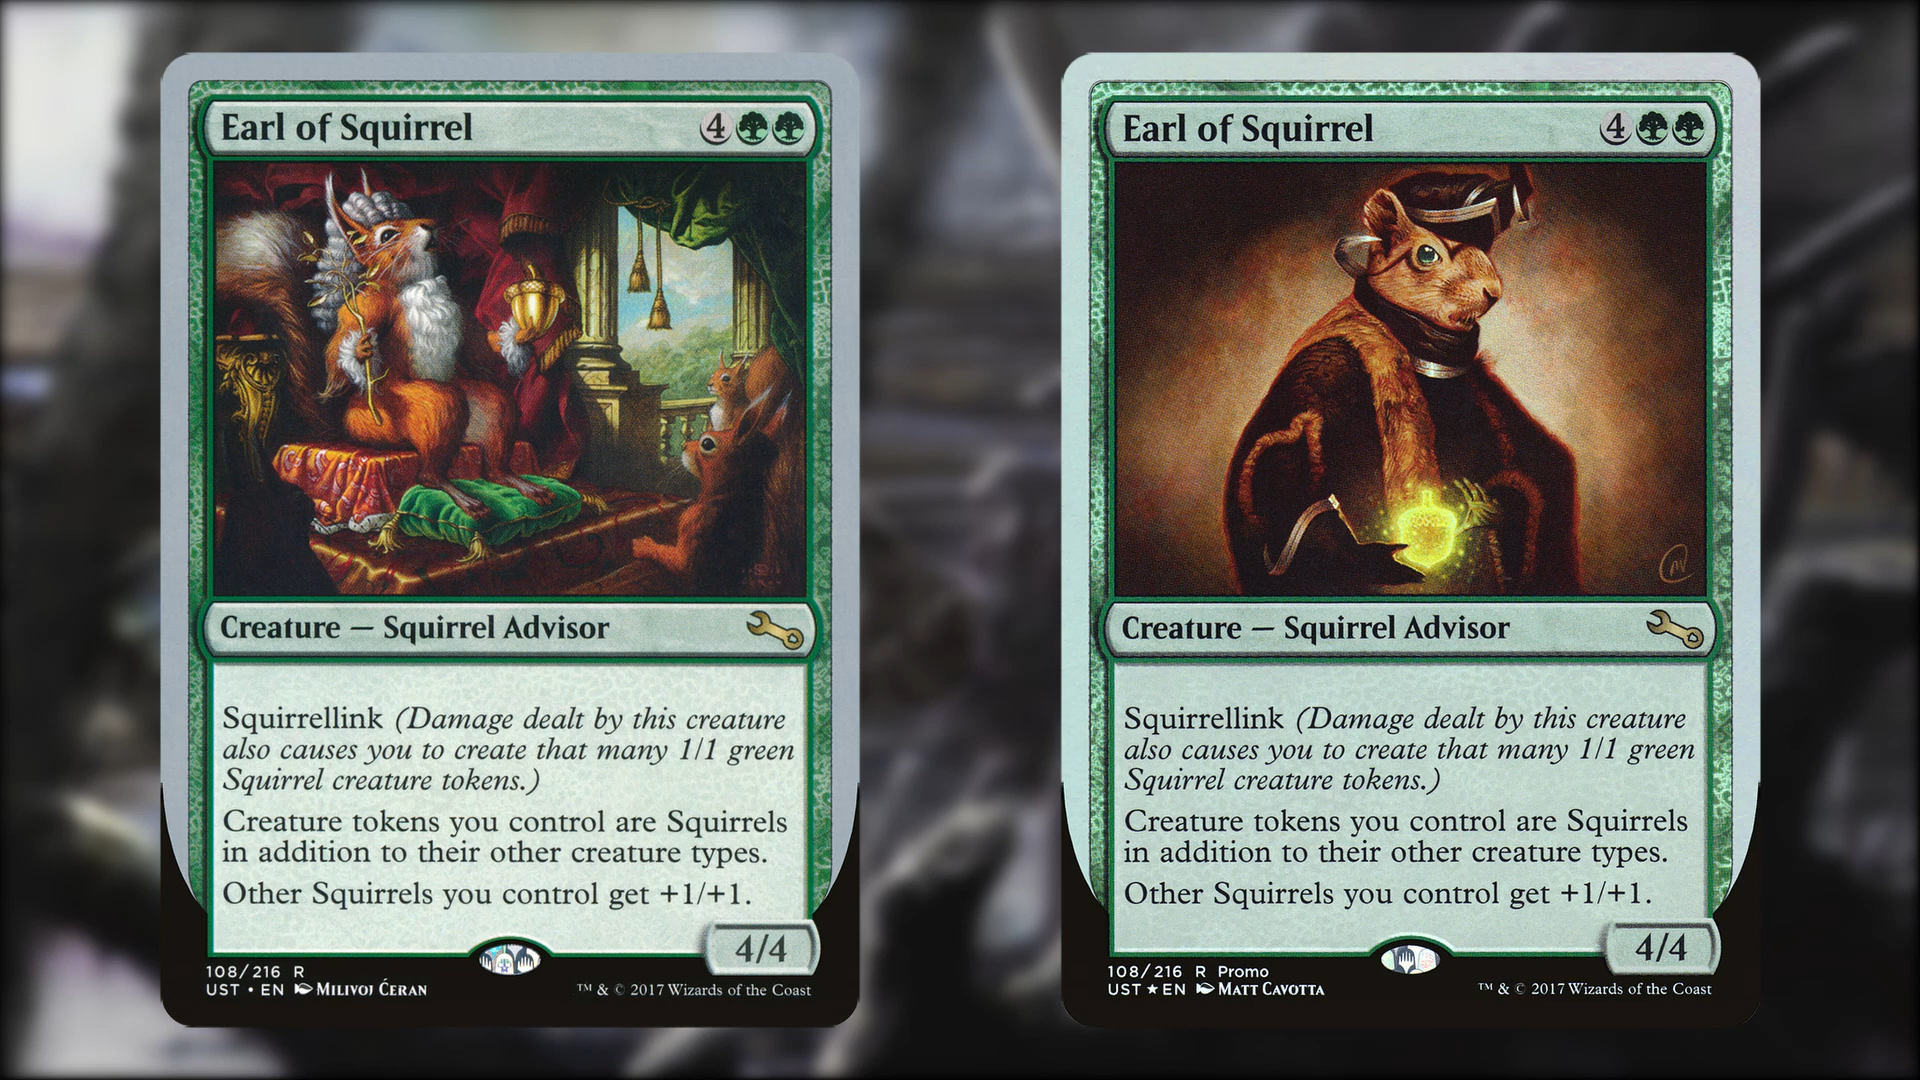 Earl of Squirrel 4
Creature — Squirrel Advisor
Squirrellink (Damage dealt by this creature
also causes you to create that many 1/1 green
Squirrel creature tokens.)
Creature tokens you control are Squirrels
in addition to their other creature types.
Other Squirrels you control get +1/+1.
4/4
108/216 R
UST • EN Milivoj Ćeran
™ & © 2017 Wizards of the Coast
Earl of Squirrel 4
Creature — Squirrel Advisor
Squirrellink (Damage dealt by this creature
also causes you to create that many 1/1 green
Squirrel creature tokens.)
Creature tokens you control are Squirrels
in addition to their other creature types.
Other Squirrels you control get +1/+1.
4/4
108/216 R Promo
UST ★ EN Matt Cavotta
™ & © 2017 Wizards of the Coast